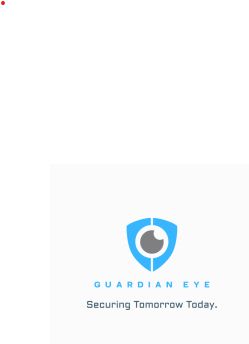 GUARDIAN EYE
Securing Tomorrow Today.